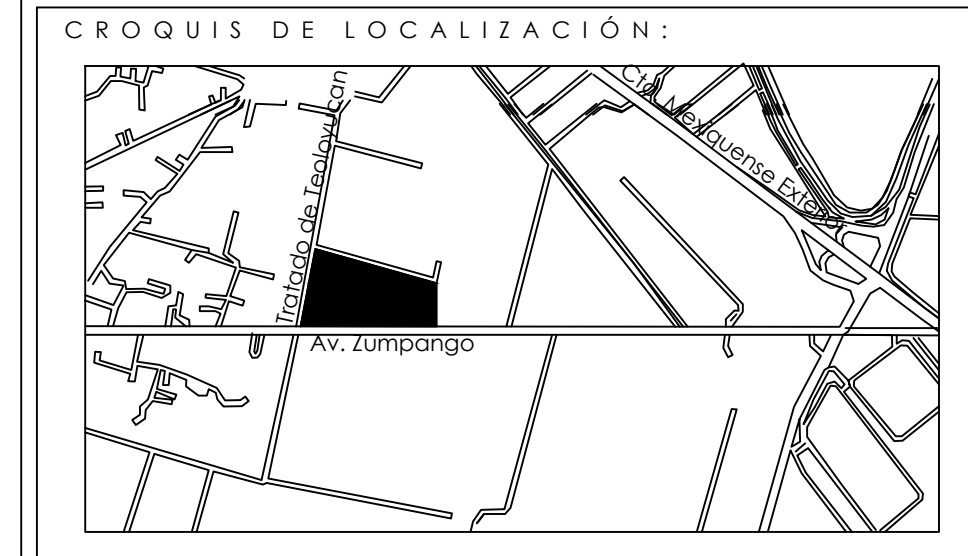 CROQUIS DE LOCALIZACIÓN:
Cto. Mexiquense Exterior
Tratado de Teoloyucan
Av. Zumpango